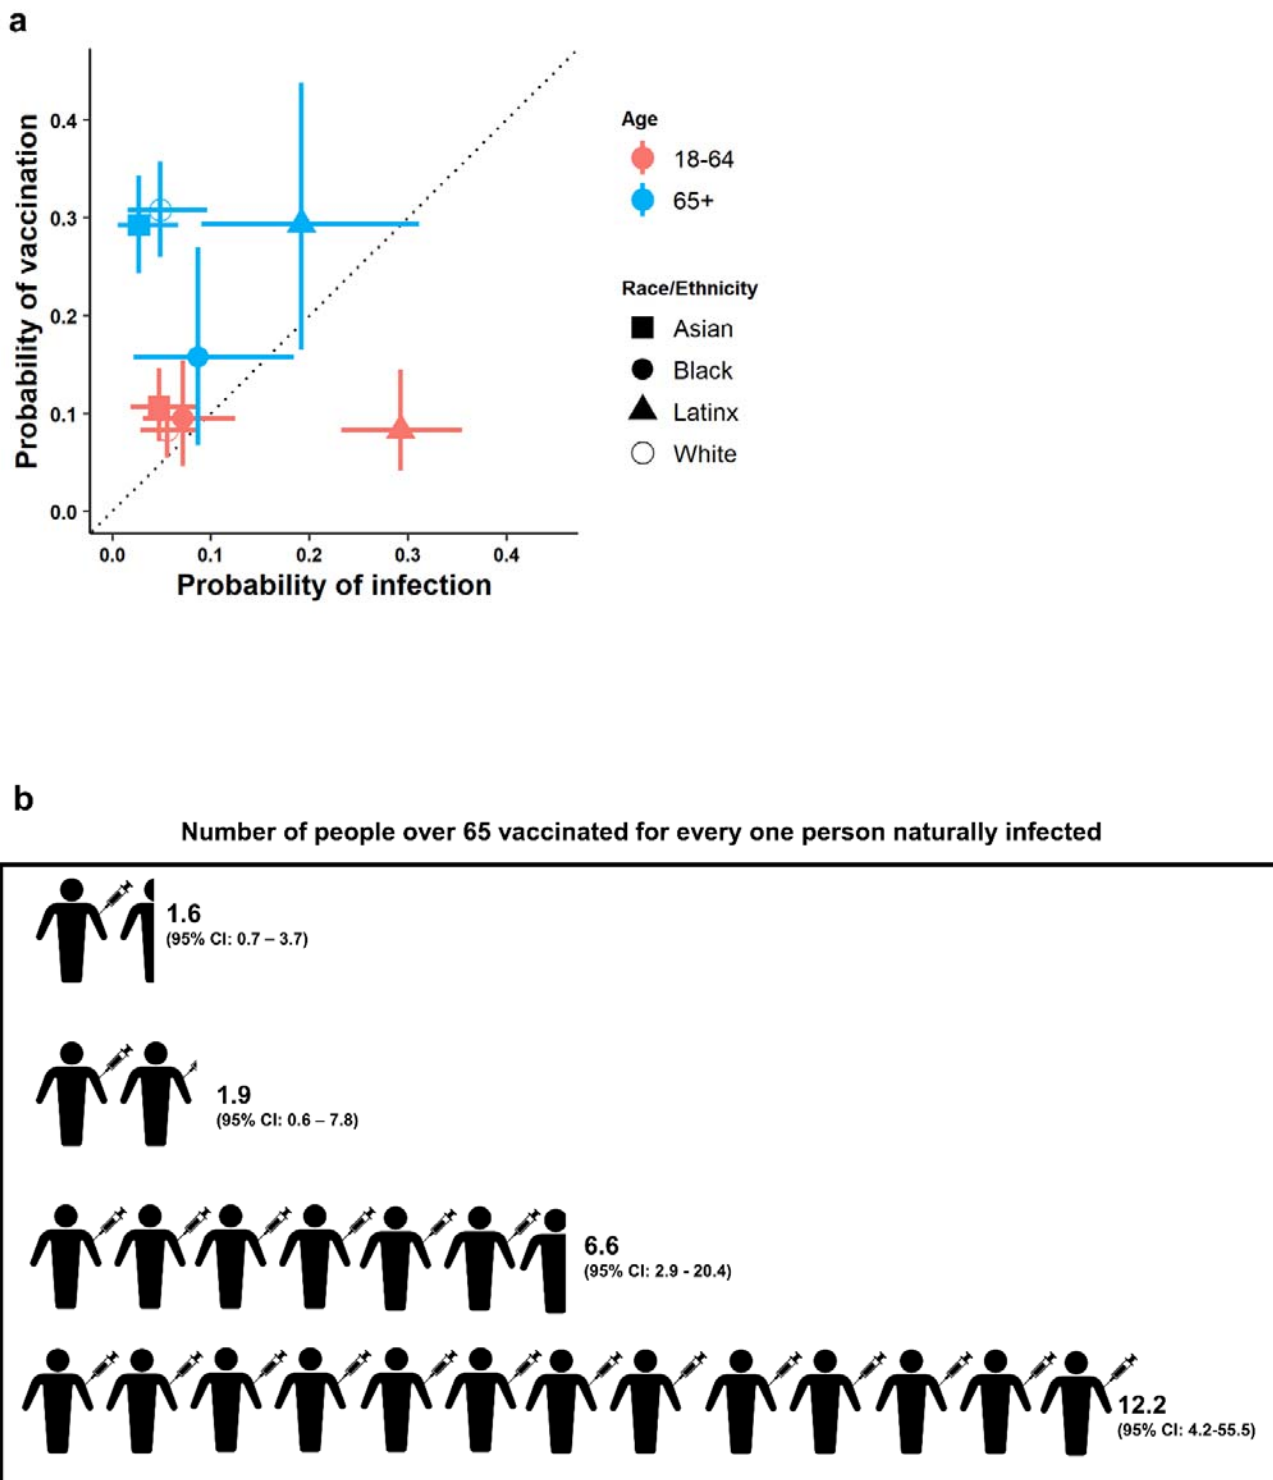 a
Probability of vaccination
0.4
0.3
0.2
0.1
0.0
0.0 0.1 0.2 0.3 0.4
Probability of infection
Age
18-64
65+
Race/Ethnicity
Asian
Black
Latinx
White
b
Number of people over 65 vaccinated for every one person naturally infected
1.6
(95% CI: 0.7 – 3.7)
1.9
(95% CI: 0.6 – 7.8)
6.6
(95% CI: 2.9 - 20.4)
12.2
(95% CI: 4.2-55.5)